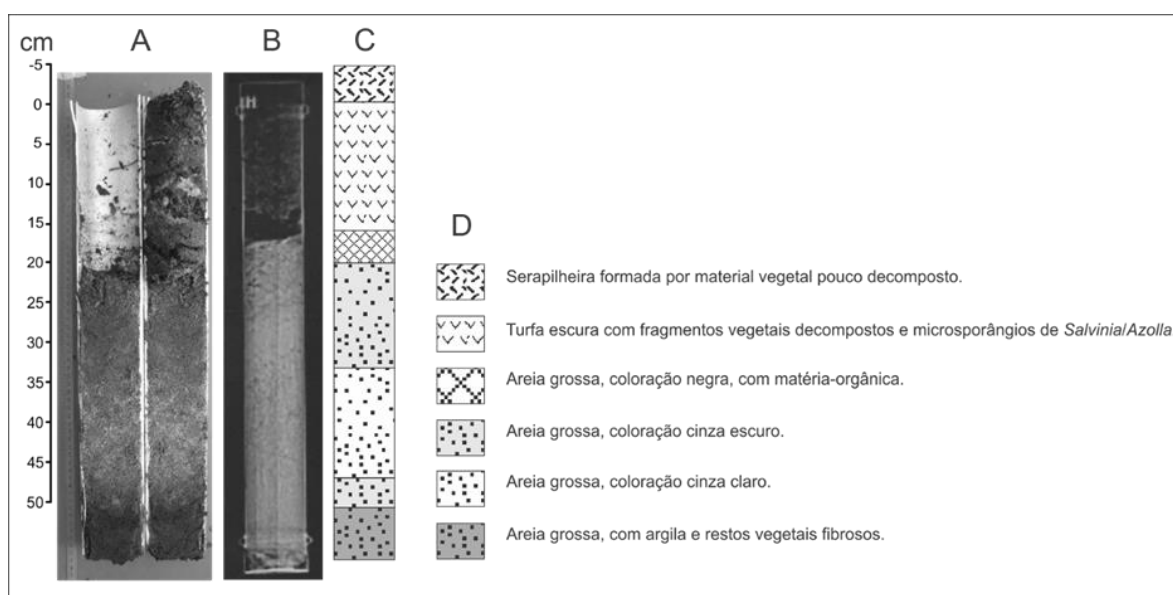 cm
A
B
C
-5
0
5
10
15
20
25
30
35
40
45
50
D
Serapilheira formada por material vegetal pouco decomposto.
Turfa escura com fragmentos vegetais decompostos e microsporângios de Salvinia/Azolla
Areia grossa, coloração negra, com matéria-orgânica.
Areia grossa, coloração cinza escuro.
Areia grossa, coloração cinza claro.
Areia grossa, com argila e restos vegetais fibrosos.